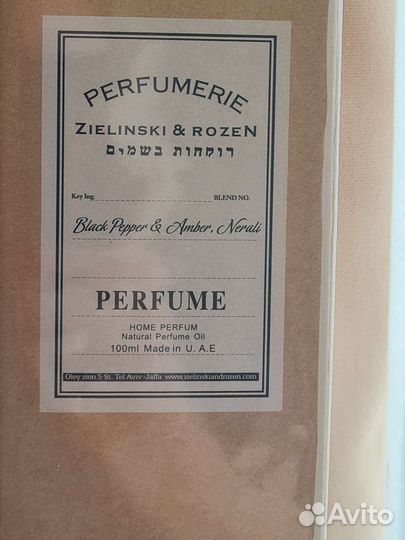 PERFUMERIE
ZIELINSKI & ROZEN
רוקחות בשמים
Key Ing. BLEND NO.
Black Pepper & Amber, Nerali
PERFUME
HOME PERFUM
Natural Perfume Oil
100ml Made in U. A.E
Oley zion 5 St. Tel Aviv -Jaffa www.zielinskiandrozen.com
Avito